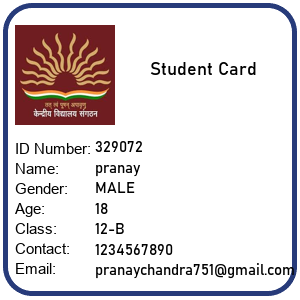 तत् त्वं पूषन् अपावृणु
केन्द्रीय विद्यालय संगठन
Student Card
ID Number: 329072
Name: pranay
Gender: MALE
Age: 18
Class: 12-B
Contact: 1234567890
Email: pranaychandra751@gmail.com